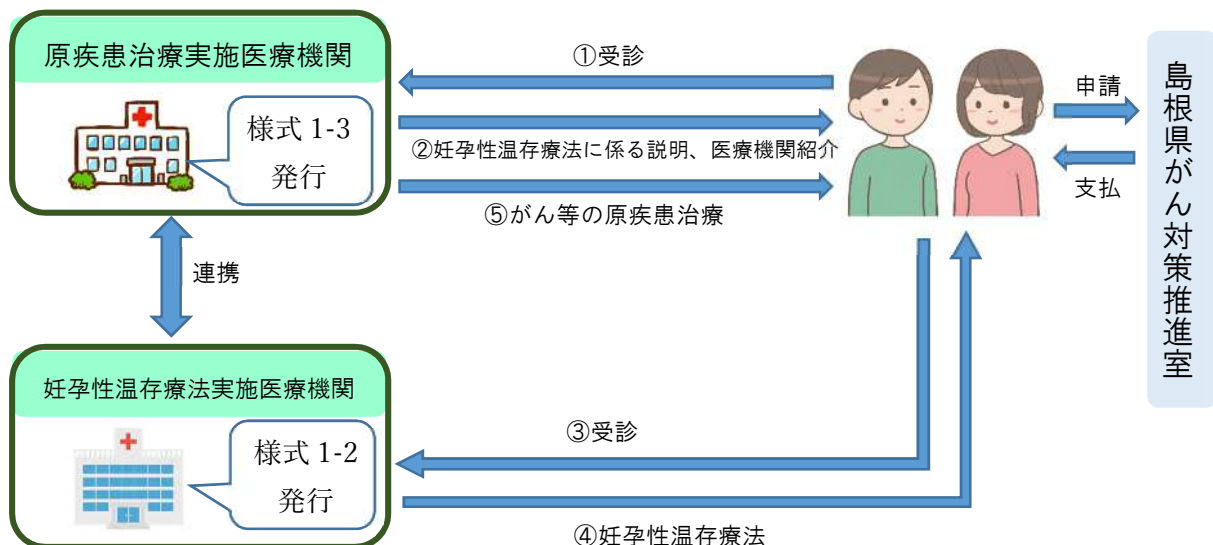 原疾患治療実施医療機関
様式 1-3
発行
①受診
②妊孕性温存療法に係る説明、医療機関紹介
⑤がん等の原疾患治療
申請
支払
島根県がん対策推進室
連携
妊孕性温存療法実施医療機関
様式 1-2
発行
③受診
④妊孕性温存療法